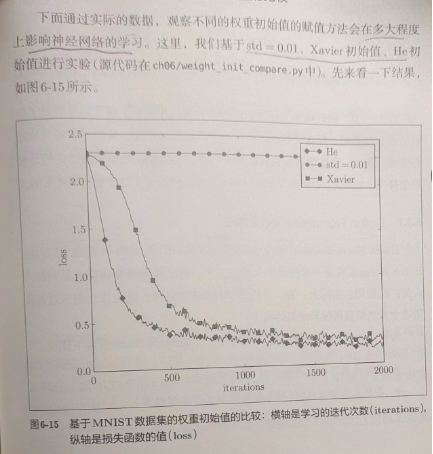 下面通过实际的数据，观察不同的权重初始值的赋值方法会在多大程度
上影响神经网络的学习。这里，我们基于std = 0.01、Xavier初始值、He初
始值进行实验（源代码在ch06/weight_init_compare.py中）。先来看一下结果，
如图6-15所示。
2.5
He
std = 0.01
Xavier
2.0
1.5
loss
1.0
0.5
0.0
0
500
1000
1500
2000
iterations
图6-15 基于MNIST数据集的权重初始值的比较：横轴是学习的迭代次数（iterations），
纵轴是损失函数的值（loss）